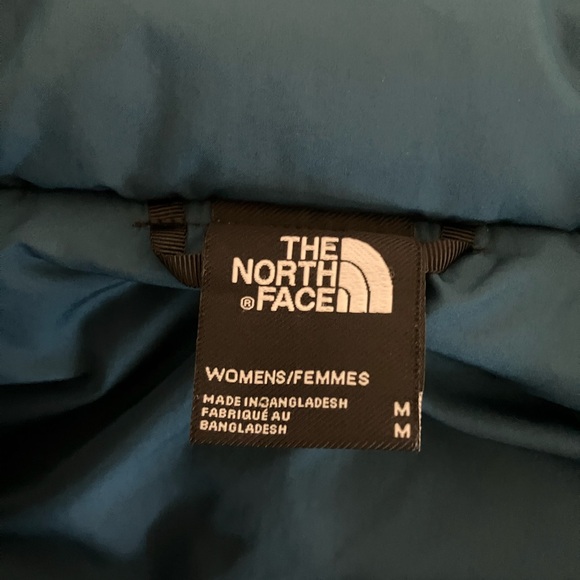 THE
NORTH
® FACE
WOMENS/FEMMES
MADE IN BANGLADESH M
FABRIQUÉ AU M
BANGLADESH